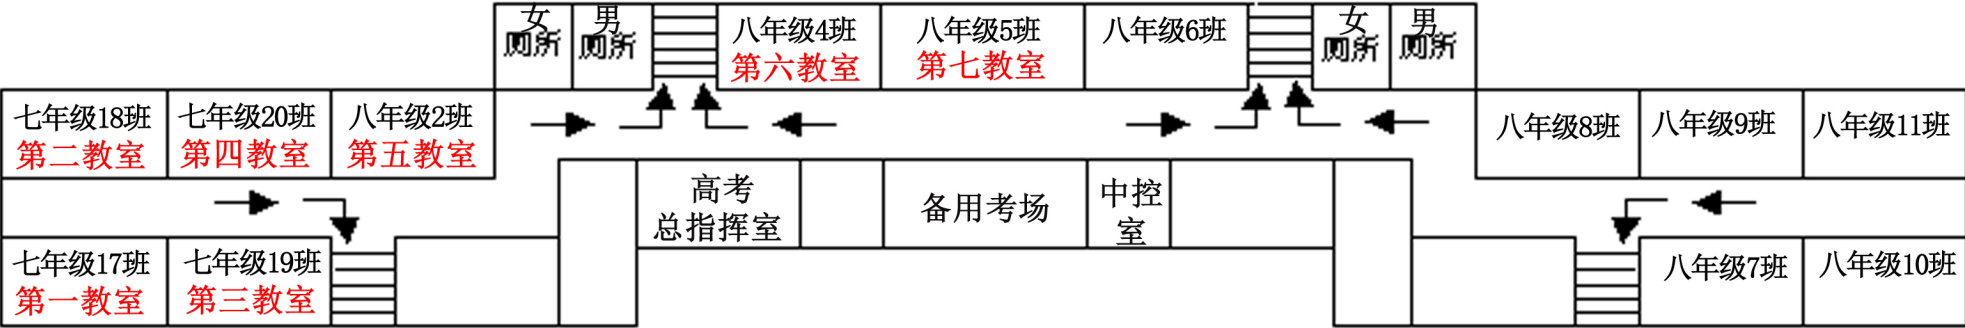 女
厕所
男
厕所
八年级4班
第六教室
八年级5班
第七教室
八年级6班
女
厕所
男
厕所
七年级18班
第二教室
七年级20班
第四教室
八年级2班
第五教室
八年级8班
八年级9班
八年级11班
高考
总指挥室
备用考场
中控
室
七年级17班
第一教室
七年级19班
第三教室
八年级7班
八年级10班